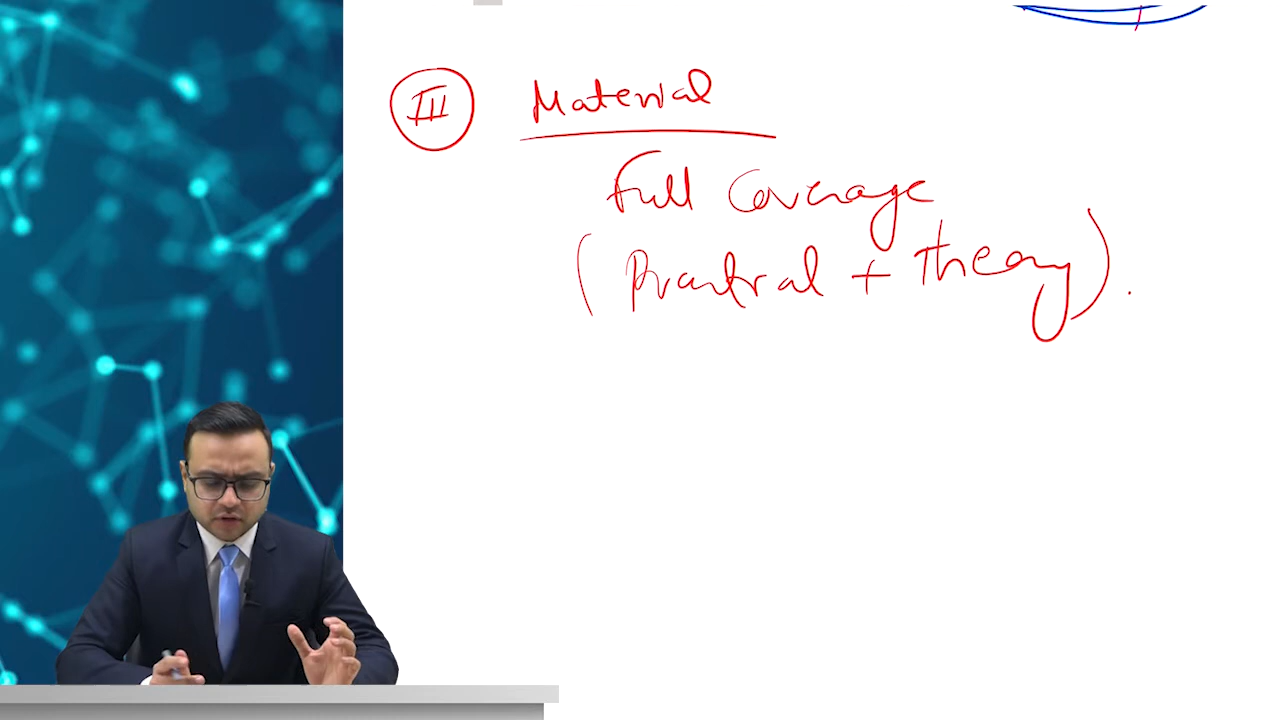 III Material
Full Coverage
(Practical + theory).